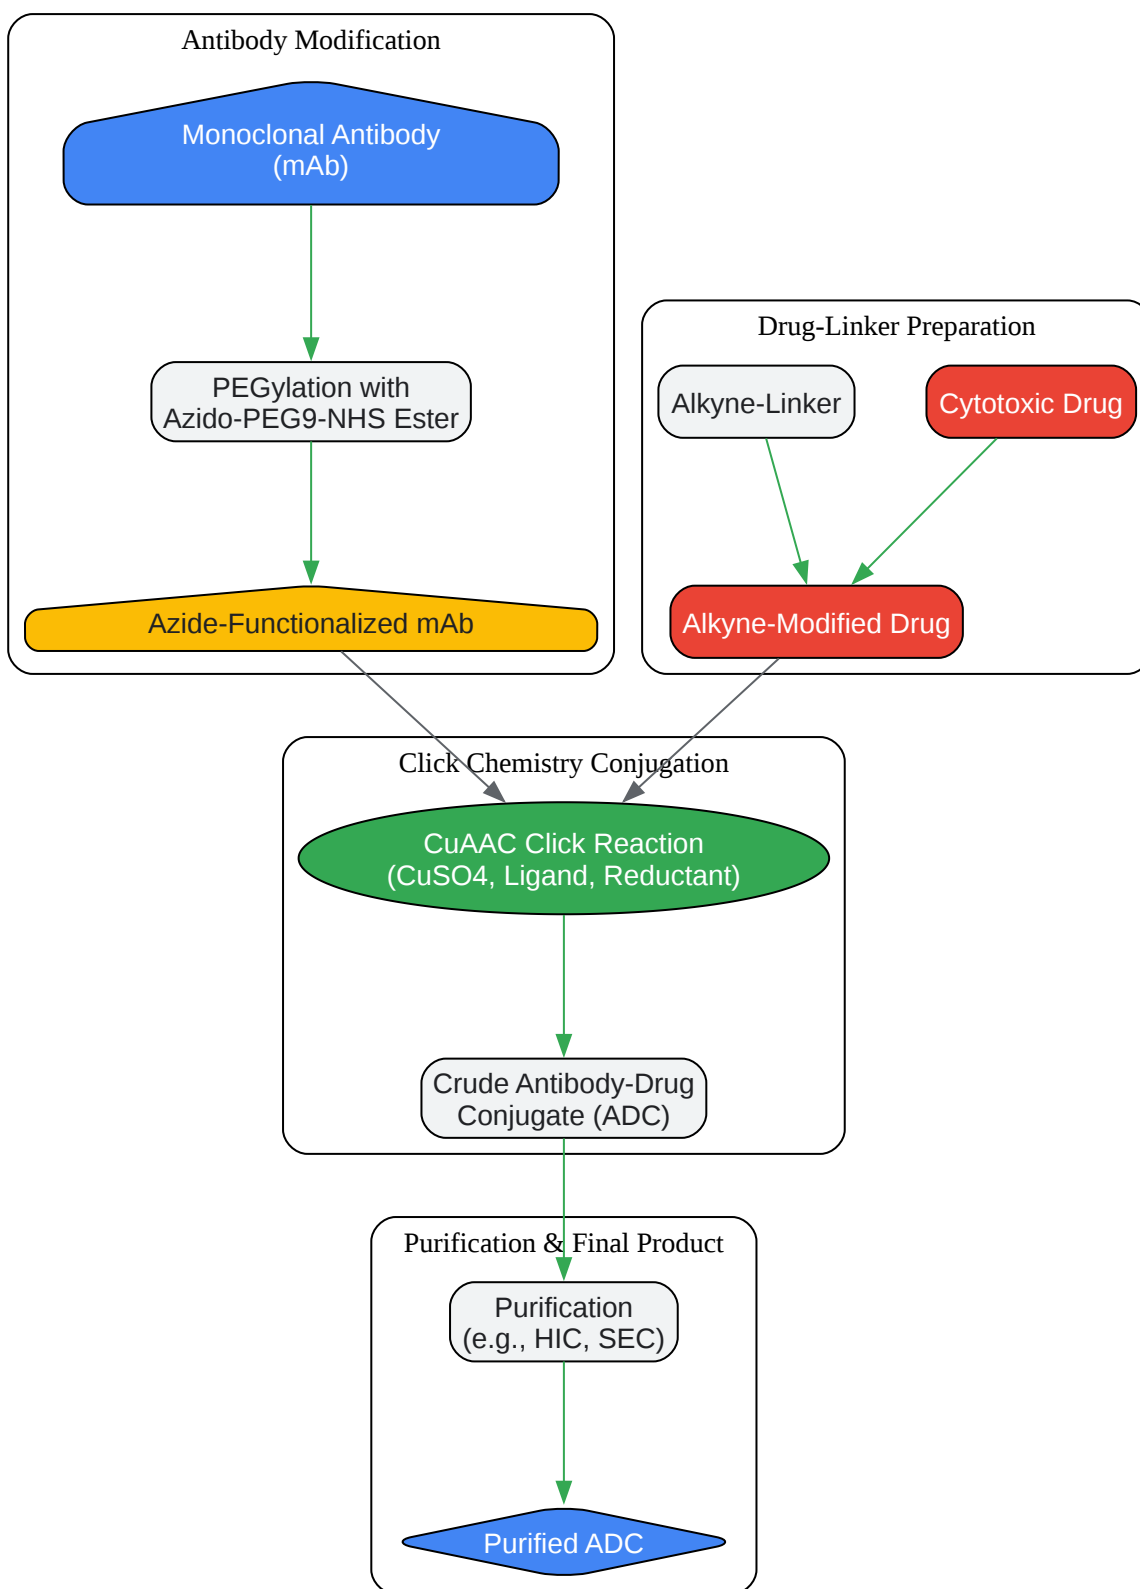 Antibody Modification
Monoclonal Antibody
(mAb)
PEGylation with
Azido-PEG9-NHS Ester
Azide-Functionalized mAb
Drug-Linker Preparation
Alkyne-Linker
Cytotoxic Drug
Alkyne-Modified Drug
Click Chemistry Conjugation
CuAAC Click Reaction
(CuSO4, Ligand, Reductant)
Crude Antibody-Drug
Conjugate (ADC)
Purification & Final Product
Purification
(e.g., HIC, SEC)
Purified ADC